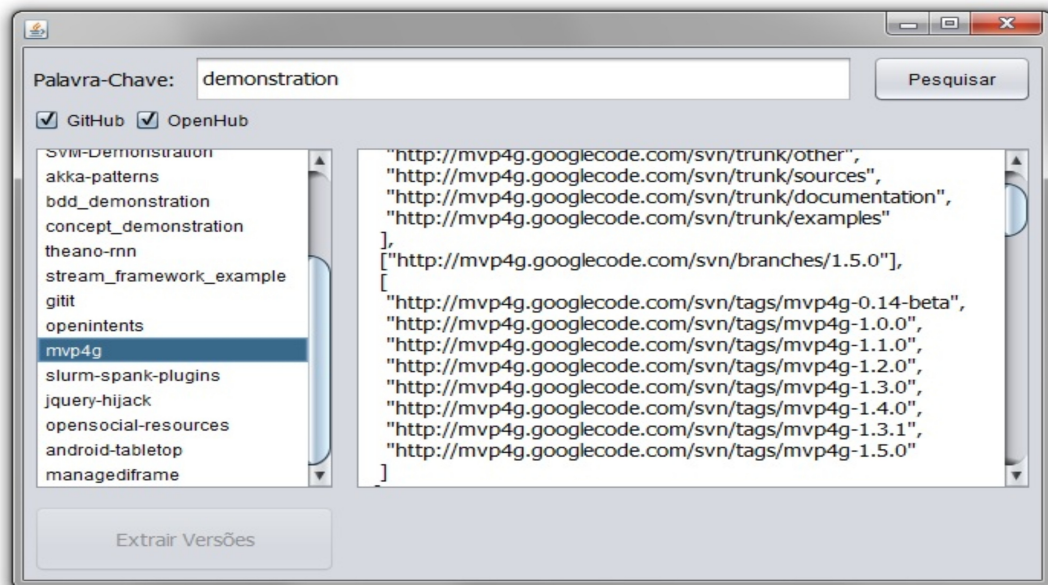 Palavra-Chave:
demonstration
Pesquisar
GitHub
OpenHub
SVM-Demonstration
akka-patterns
bdd_demonstration
concept_demonstration
theano-rnn
stream_framework_example
gitit
openintents
mvp4g
slurm-spank-plugins
jquery-hijack
opensocial-resources
android-tabletop
managediframe
"http://mvp4g.googlecode.com/svn/trunk/other",
"http://mvp4g.googlecode.com/svn/trunk/sources",
"http://mvp4g.googlecode.com/svn/trunk/documentation",
"http://mvp4g.googlecode.com/svn/trunk/examples"
],
["http://mvp4g.googlecode.com/svn/branches/1.5.0"],
[
"http://mvp4g.googlecode.com/svn/tags/mvp4g-0.14-beta",
"http://mvp4g.googlecode.com/svn/tags/mvp4g-1.0.0",
"http://mvp4g.googlecode.com/svn/tags/mvp4g-1.1.0",
"http://mvp4g.googlecode.com/svn/tags/mvp4g-1.2.0",
"http://mvp4g.googlecode.com/svn/tags/mvp4g-1.3.0",
"http://mvp4g.googlecode.com/svn/tags/mvp4g-1.4.0",
"http://mvp4g.googlecode.com/svn/tags/mvp4g-1.3.1",
"http://mvp4g.googlecode.com/svn/tags/mvp4g-1.5.0"
]
Extrair Versões